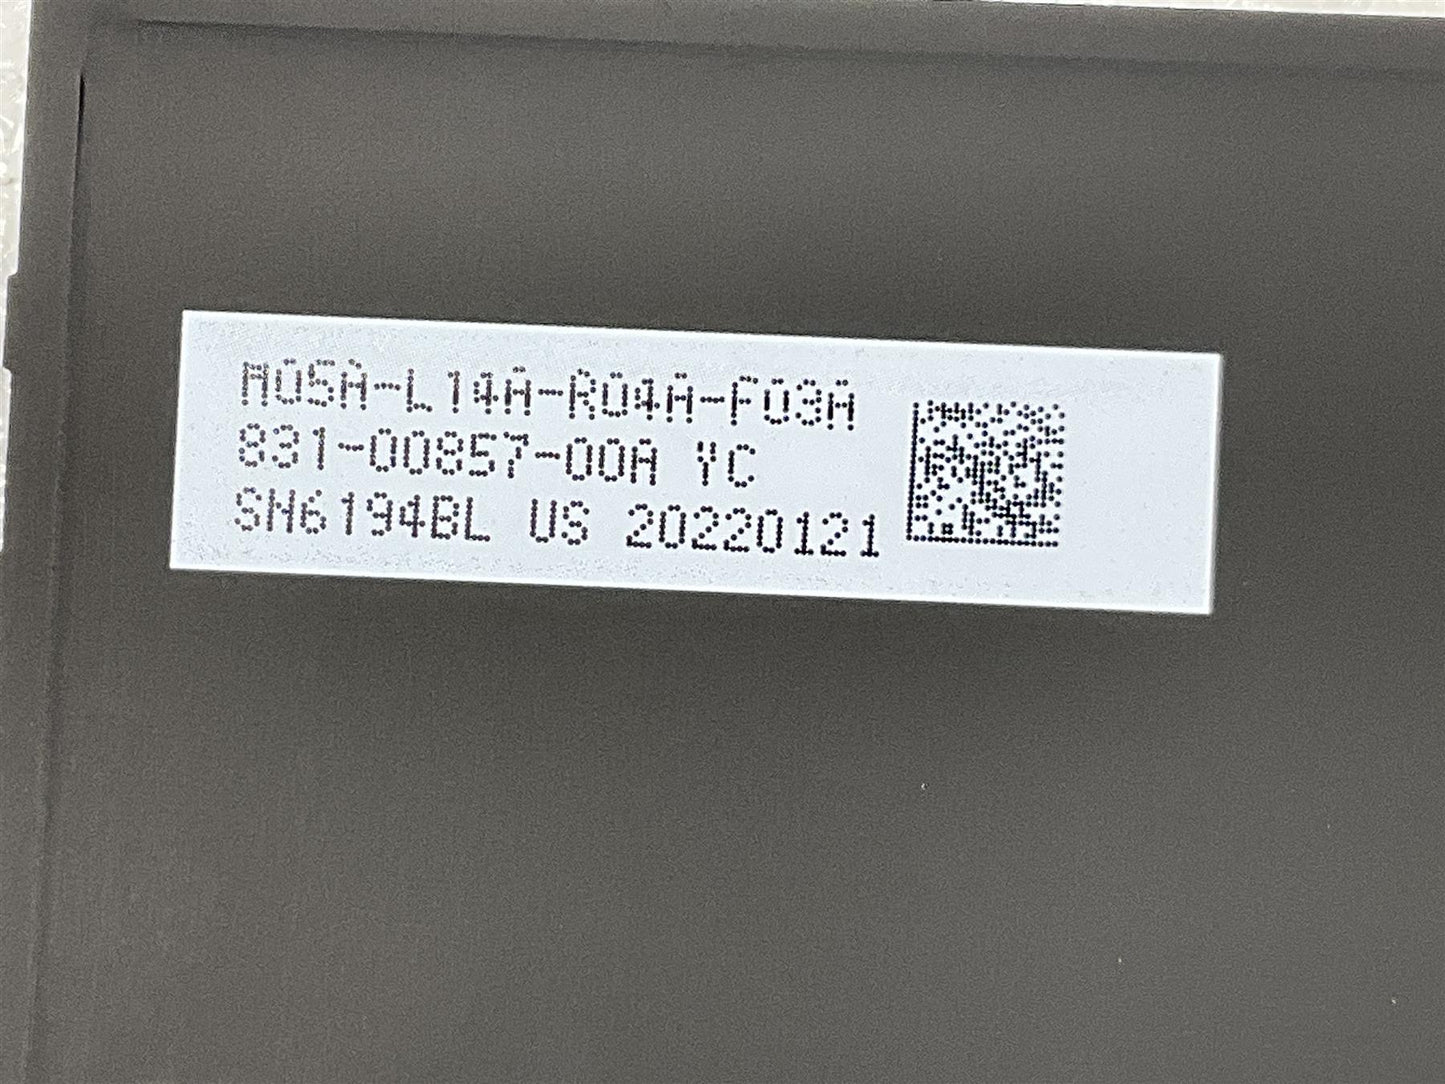 M05A-L14A-R04A-F03A
831-00857-00A YC
SN6194BL US 20220121